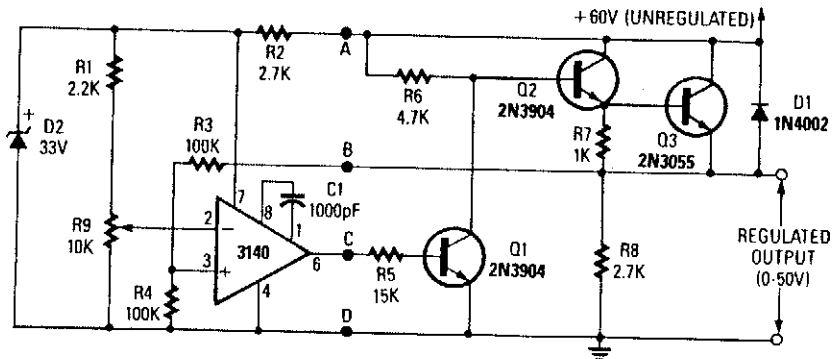 +60V (UNREGULATED)
A
R2
2.7K
R1
2.2K
R6
4.7K
Q2
2N3904
D1
1N4002
D2
33V
+
R3
100K
B
R7
1K
Q3
2N3055
C1
1000pF
7
8
1
R9
10K
2
-
3140
6
C
Q1
2N3904
R8
2.7K
REGULATED
OUTPUT
(0-50V)
3
+
R5
15K
R4
100K
4
D